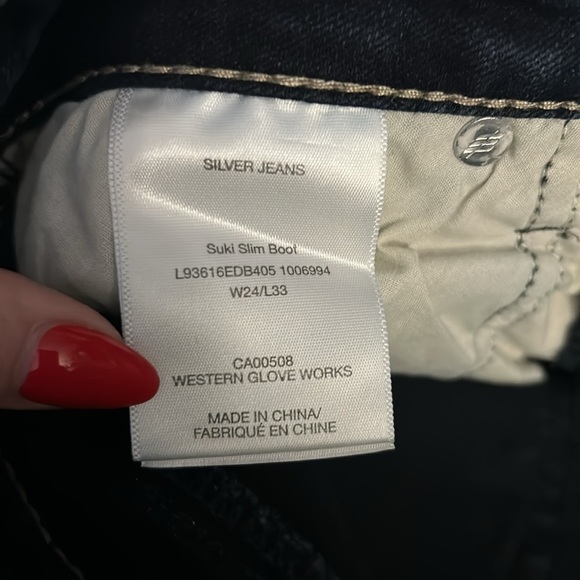 SILVER JEANS
Suki Slim Boot
L93616EDB405 1006994
W24/L33
CA00508
WESTERN GLOVE WORKS
MADE IN CHINA/
FABRIQUÉ EN CHINE